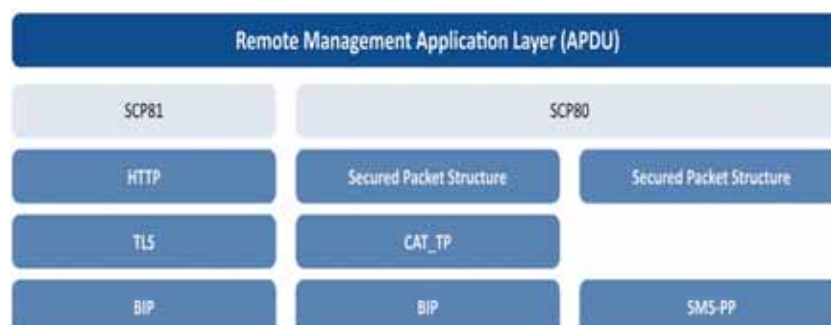 Remote Management Application Layer (APDU)
SCP81 SCP80
HTTP Secured Packet Structure Secured Packet Structure
TLS CAT_TP
BIP BIP SMS-PP